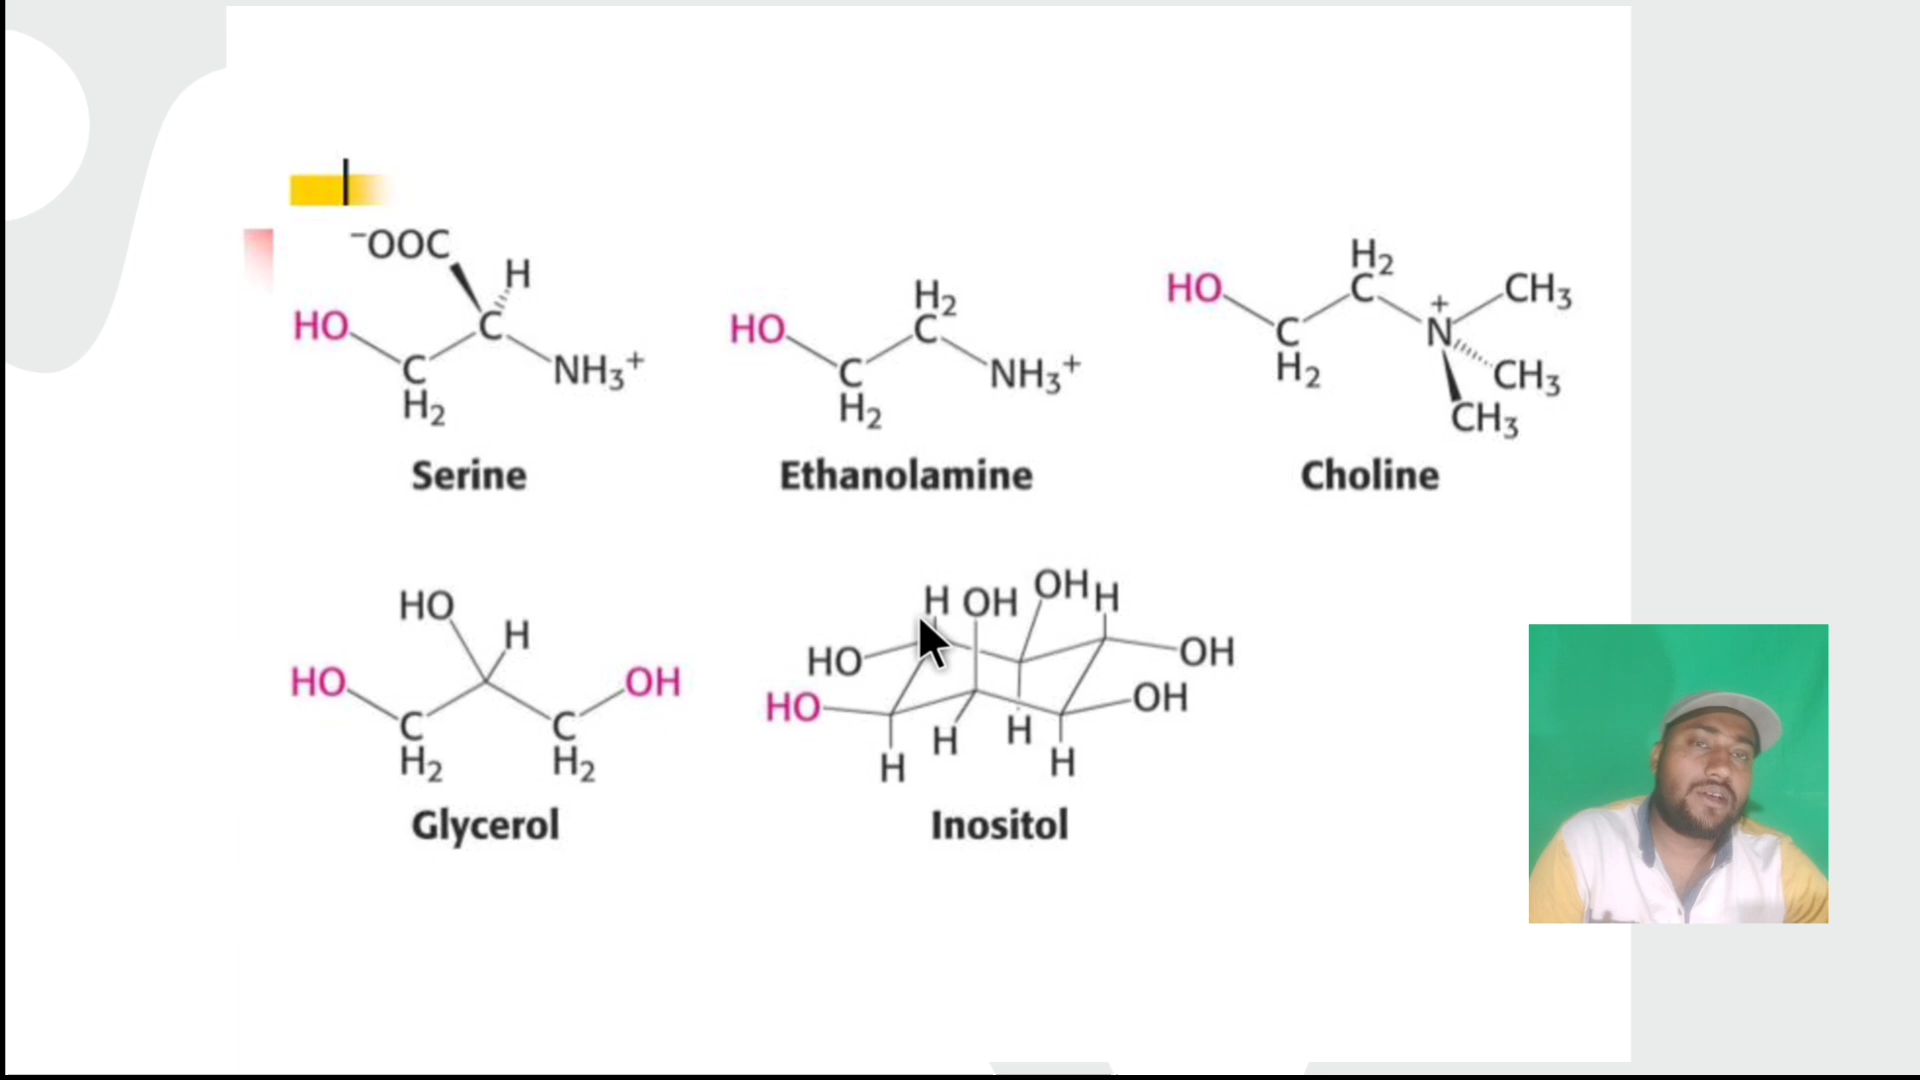 ⁻OOC
H
HO
C
C
H₂
NH₃⁺
Serine
H₂
C
HO
C
H₂
NH₃⁺
Ethanolamine
H₂
C
HO
C
H₂
+
N
CH₃
CH₃
CH₃
Choline
HO
H
HO
OH
C
H₂
C
H₂
Glycerol
H OH OH H
HO
OH
HO
OH
H
H
H
H
Inositol